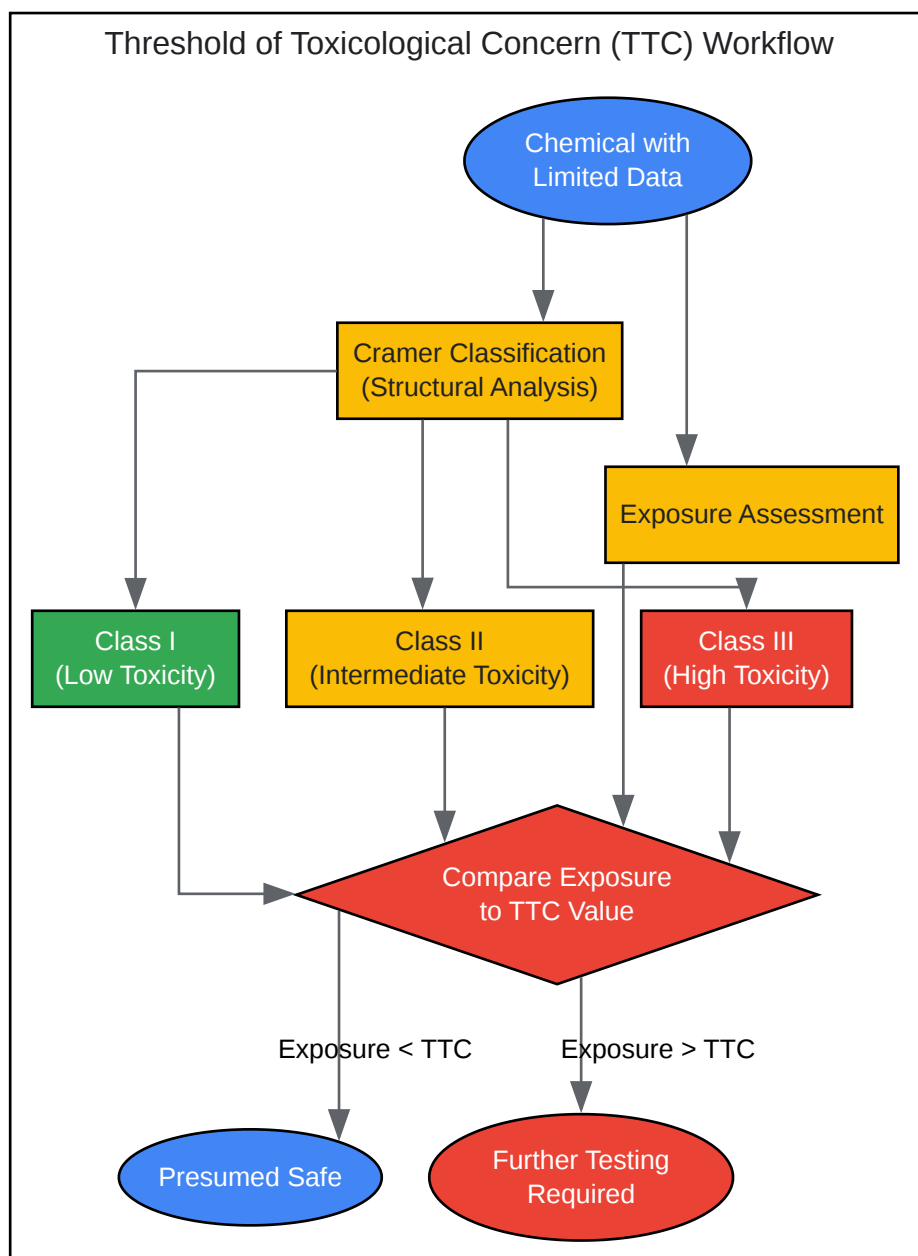 Threshold of Toxicological Concern (TTC) Workflow
Chemical with
Limited Data
Cramer Classification
(Structural Analysis)
Exposure Assessment
Class I
(Low Toxicity)
Class II
(Intermediate Toxicity)
Class III
(High Toxicity)
Compare Exposure
to TTC Value
Exposure < TTC
Exposure > TTC
Presumed Safe
Further Testing
Required